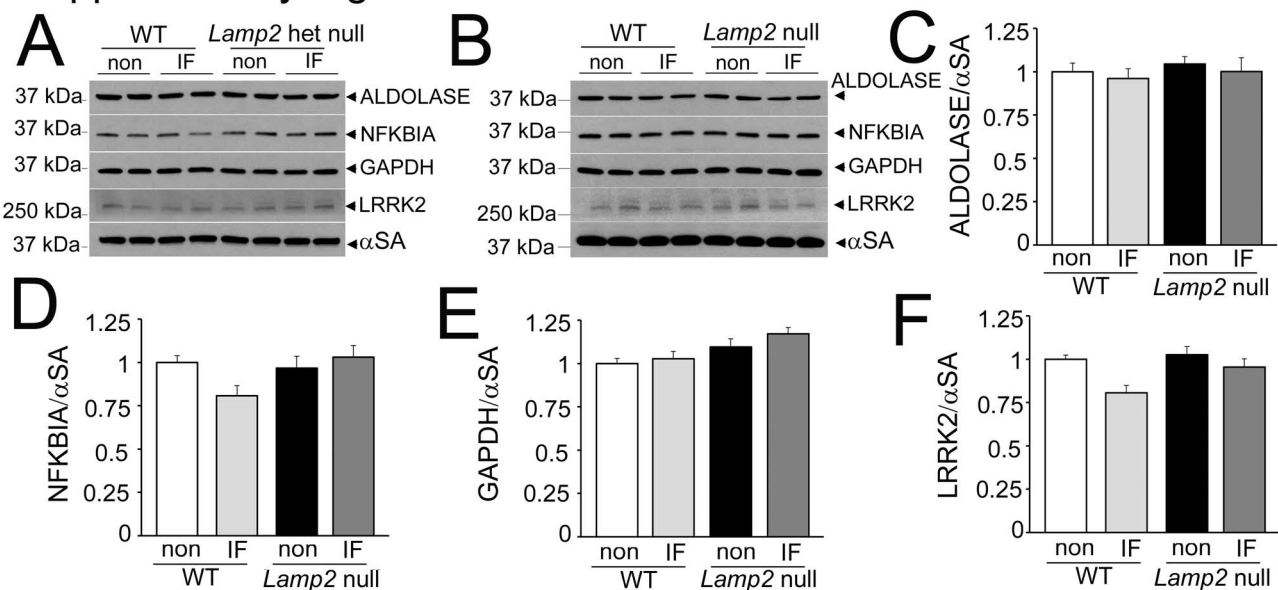 A
WT Lamp2 het null
non IF non IF
37 kDa ALDOLASE
37 kDa NFKBIA
37 kDa GAPDH
250 kDa LRRK2
37 kDa αSA
B
WT Lamp2 null
non IF non IF
ALDOLASE
37 kDa
37 kDa NFKBIA
37 kDa GAPDH
250 kDa LRRK2
37 kDa αSA
C
ALDOLASE/αSA
1.25
1
0.75
0.5
0.25
0
non IF non IF
WT Lamp2 null
D
NFKBIA/αSA
1.25
1
0.75
0.5
0.25
0
non IF non IF
WT Lamp2 null
E
GAPDH/αSA
1.25
1
0.75
0.5
0.25
0
non IF non IF
WT Lamp2 null
F
LRRK2/αSA
1.25
1
0.75
0.5
0.25
0
non IF non IF
WT Lamp2 null